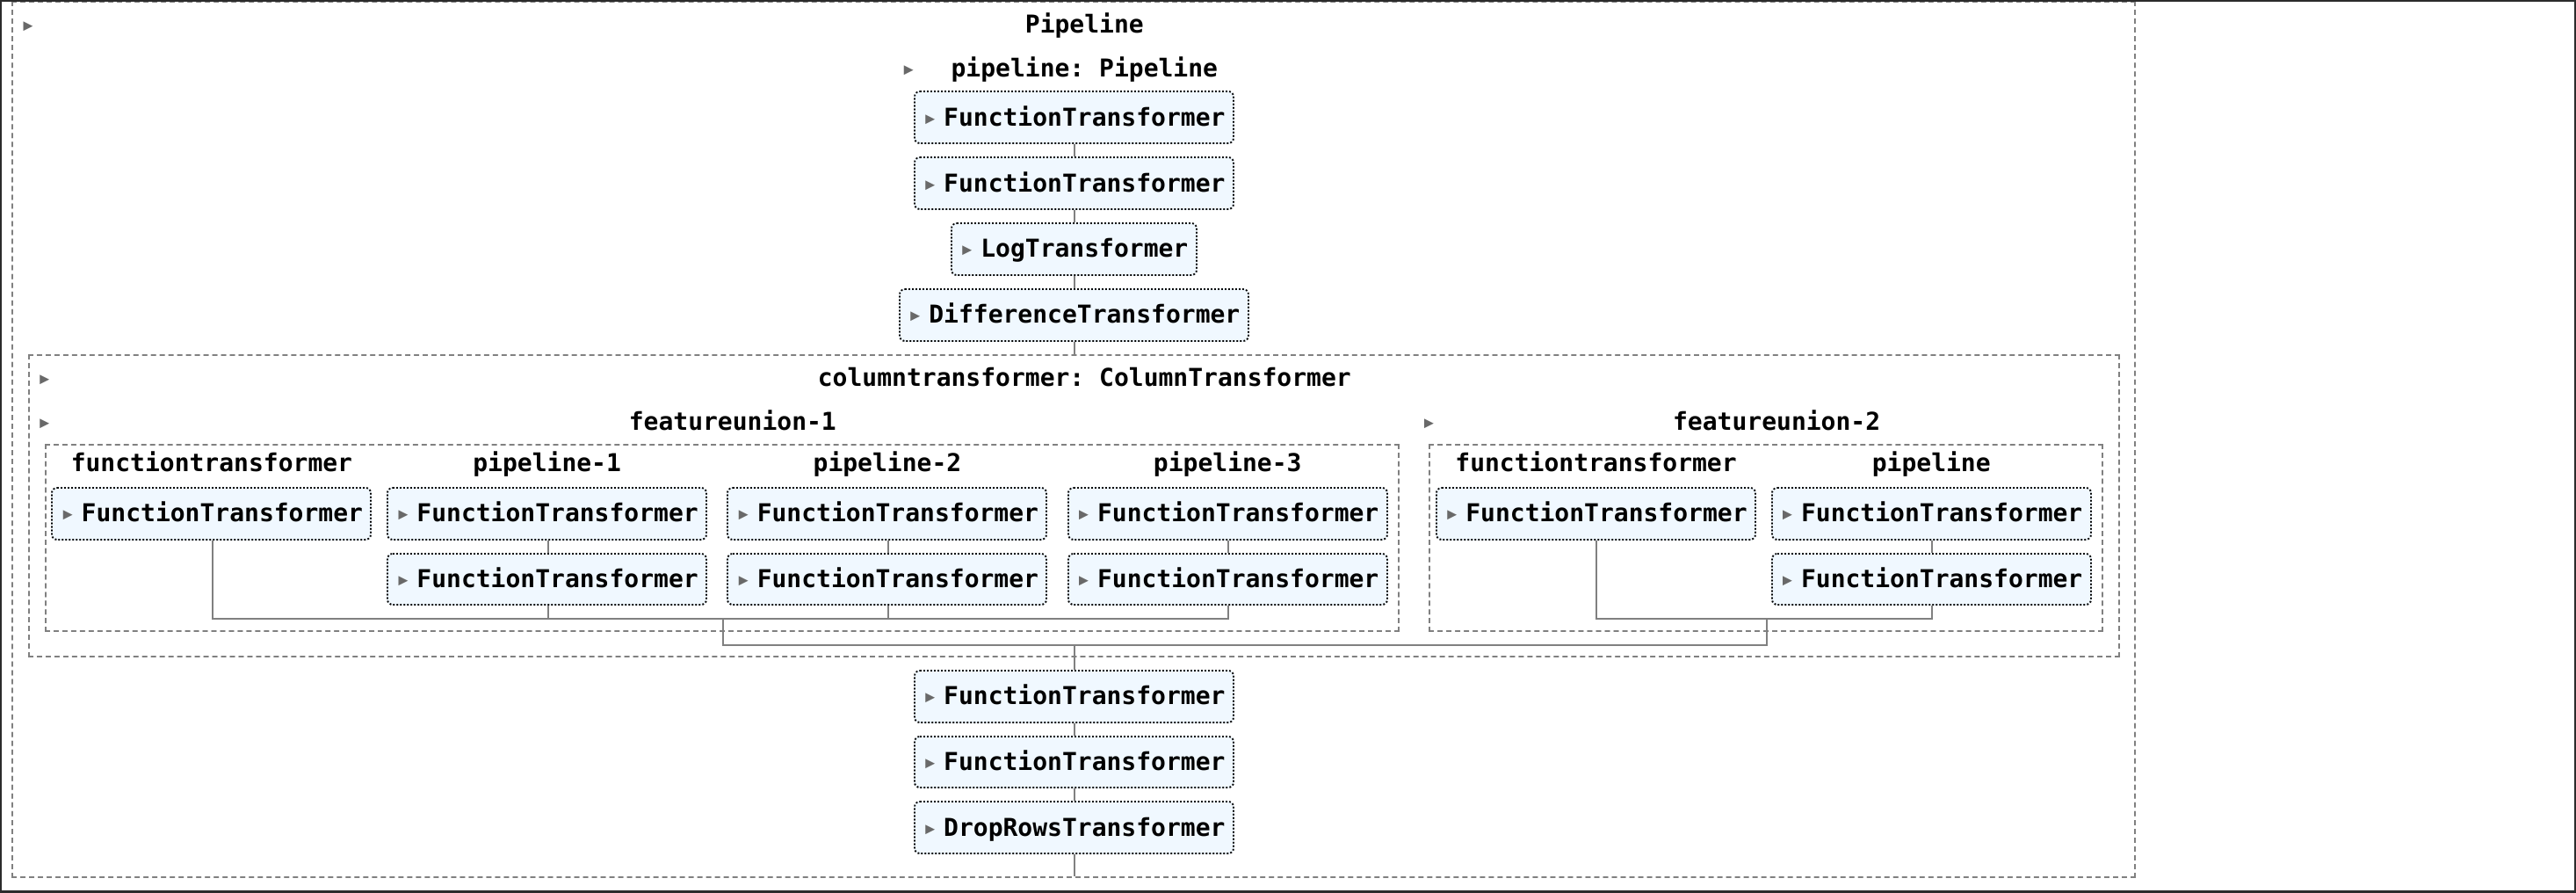 Pipeline
pipeline: Pipeline
FunctionTransformer
FunctionTransformer
LogTransformer
DifferenceTransformer
columntransformer: ColumnTransformer
featureunion-1 featureunion-2
functiontransformer pipeline-1 pipeline-2 pipeline-3 functiontransformer pipeline
FunctionTransformer FunctionTransformer FunctionTransformer FunctionTransformer FunctionTransformer FunctionTransformer
FunctionTransformer FunctionTransformer FunctionTransformer FunctionTransformer
FunctionTransformer
FunctionTransformer
DropRowsTransformer